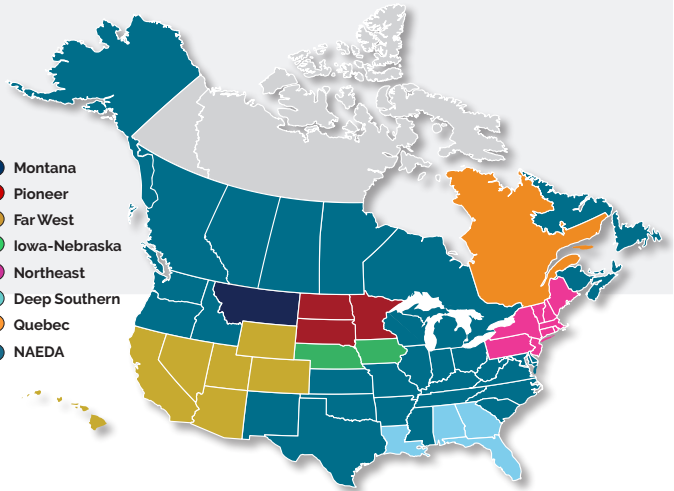 Montana
Pioneer
Far West
Iowa-Nebraska
Northeast
Deep Southern
Quebec
NAEDA